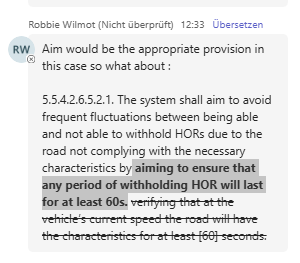 Robbie Wilmot (Nicht überprüft) 12:33 Übersetzen
RW
Aim would be the appropriate provision in
this case so what about :
5.5.4.2.6.5.2.1. The system shall aim to avoid
frequent fluctuations between being able
and not able to withhold HORs due to the
road not complying with the necessary
characteristics by aiming to ensure that
any period of withholding HOR will last
for at least 60s. verifying that at the
vehicle's current speed the road will have
the characteristics for at least [60] seconds.